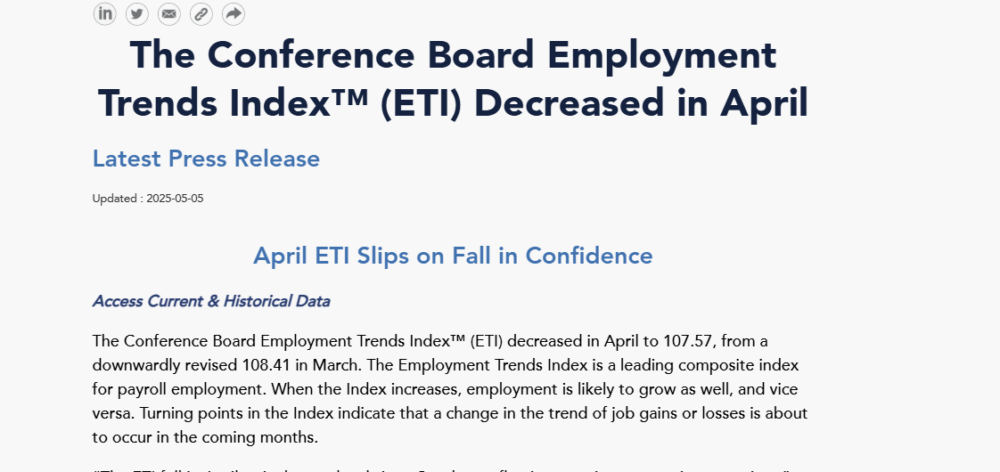 in
The Conference Board Employment
Trends Index™ (ETI) Decreased in April
Latest Press Release
Updated : 2025-05-05
April ETI Slips on Fall in Confidence
Access Current & Historical Data
The Conference Board Employment Trends Index™ (ETI) decreased in April to 107.57, from a
downwardly revised 108.41 in March. The Employment Trends Index is a leading composite index
for payroll employment. When the Index increases, employment is likely to grow as well, and vice
versa. Turning points in the Index indicate that a change in the trend of job gains or losses is about
to occur in the coming months.